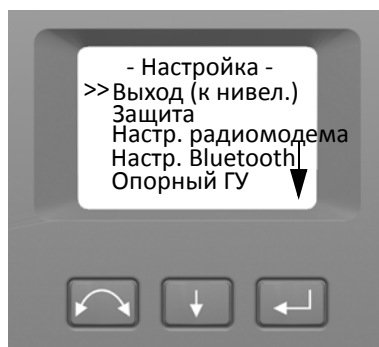 - Настройка -
>>Выход (к нивел.)
Защита
Настр. радиомодема
Настр. Bluetooth
Опорный ГУ